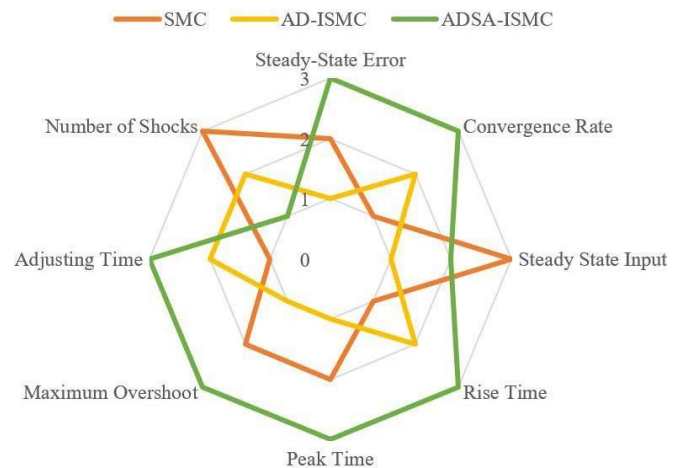 SMC AD-ISMC ADSA-ISMC
Steady-State Error
3
Number of Shocks
Convergence Rate
2
1
Adjusting Time
0
Steady State Input
Maximum Overshoot
Rise Time
Peak Time